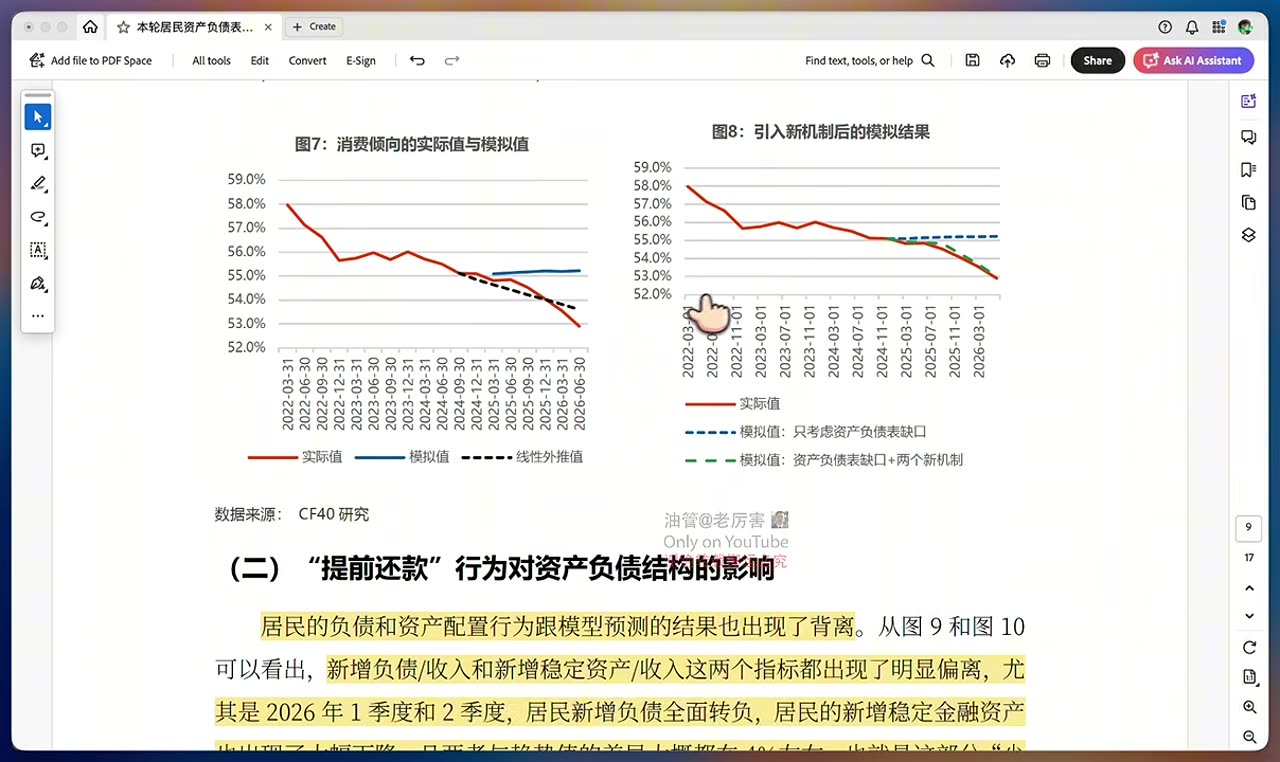 本轮居民资产负债表...
+ Create
Add file to PDF Space
All tools
Edit
Convert
E-Sign
Find text, tools, or help
Share
Ask AI Assistant
图7：消费倾向的实际值与模拟值
59.0%
58.0%
57.0%
56.0%
55.0%
54.0%
53.0%
52.0%
2022-03-31
2022-06-30
2022-09-30
2022-12-31
2023-03-31
2023-06-30
2023-09-30
2023-12-31
2024-03-31
2024-06-30
2024-09-30
2024-12-31
2025-03-31
2025-06-30
2025-09-30
2025-12-31
2026-03-31
2026-06-30
实际值
模拟值
线性外推值
图8：引入新机制后的模拟结果
59.0%
58.0%
57.0%
56.0%
55.0%
54.0%
53.0%
52.0%
2022-11-01
2023-03-01
2023-07-01
2023-11-01
2024-03-01
2024-07-01
2024-11-01
2025-03-01
2025-07-01
2025-11-01
2026-03-01
实际值
模拟值：只考虑资产负债表缺口
模拟值：资产负债表缺口+两个新机制
数据来源： CF40 研究
油管@老厉害
Only on YouTube
（二）“提前还款”行为对资产负债结构的影响
居民的负债和资产配置行为跟模型预测的结果也出现了背离。从图 9 和图 10
可以看出，新增负债/收入和新增稳定资产/收入这两个指标都出现了明显偏离，尤
其是 2026 年 1 季度和 2 季度，居民新增负债全面转负，居民的新增稳定金融资产
9
17